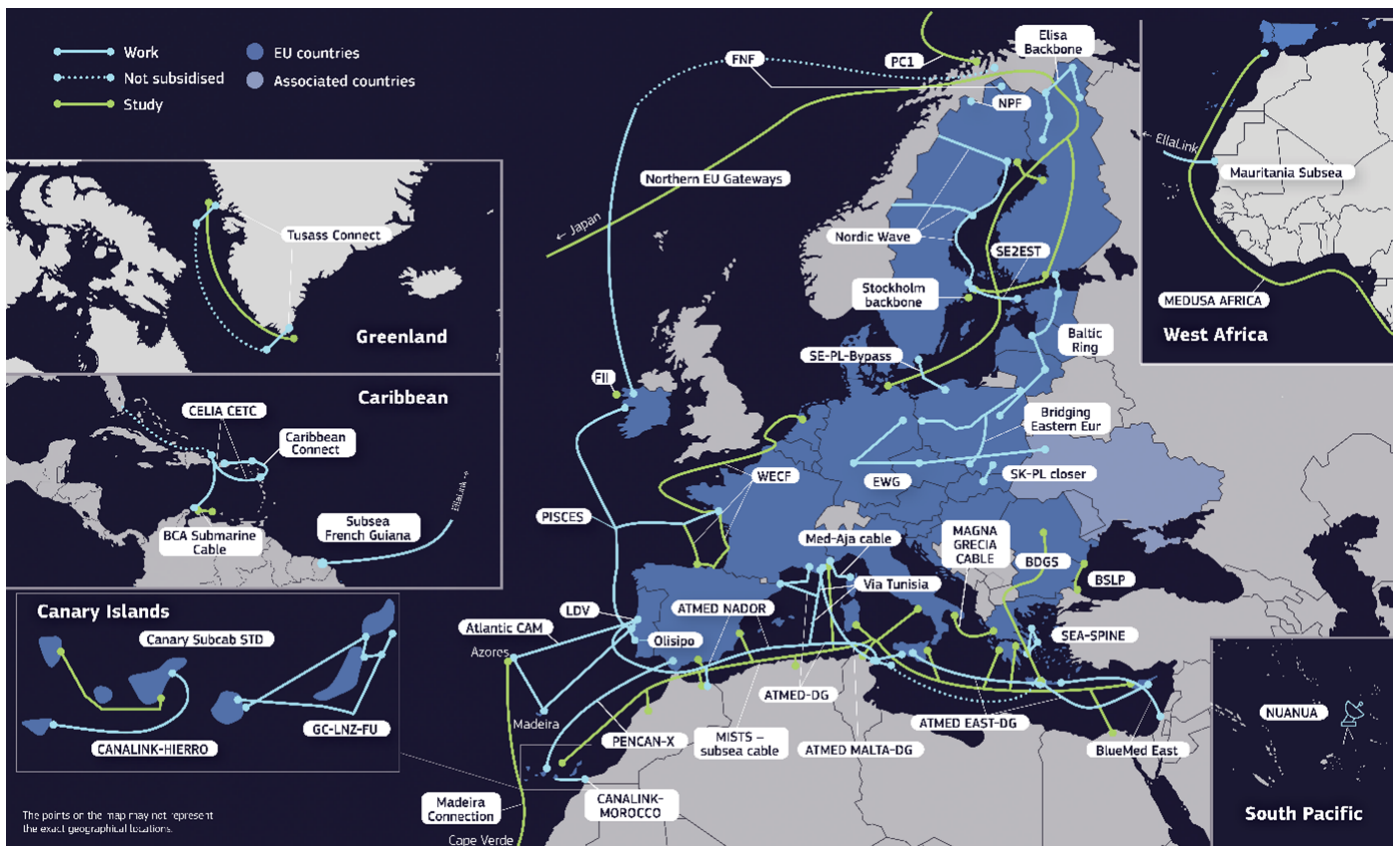 Work
Not subsidised
Study
EU countries
Associated countries
FNF
PC1
Elisa
Backbone
NPF
Northern EU Gateways
← Japan
Nordic Wave
SE2EST
Stockholm
backbone
SE-PL-Bypass
Baltic
Ring
FII
Bridging
Eastern Eur
WECF
EWG
SK-PL closer
PISCES
Med-Aja cable
MAGNA
GRECIA
CABLE
BDGS
BSLP
Via Tunisia
LDV
ATMED NADOR
SEA-SPINE
Atlantic CAM
Olisipo
Azores
Madeira
ATMED-DG
ATMED EAST-DG
PENCAN-X
MISTS –
subsea cable
ATMED MALTA-DG
BlueMed East
Madeira
Connection
CANALINK-
MOROCCO
Cape Verde
Tusass Connect
Greenland
Caribbean
CELIA CETC
Caribbean
Connect
EllaLink →
BCA Submarine
Cable
Subsea
French Guiana
Canary Islands
Canary Subcab STD
CANALINK-HIERRO
GC-LNZ-FU
The points on the map may not represent
the exact geographical locations.
← EllaLink
Mauritania Subsea
MEDUSA AFRICA
West Africa
NUANUA
South Pacific